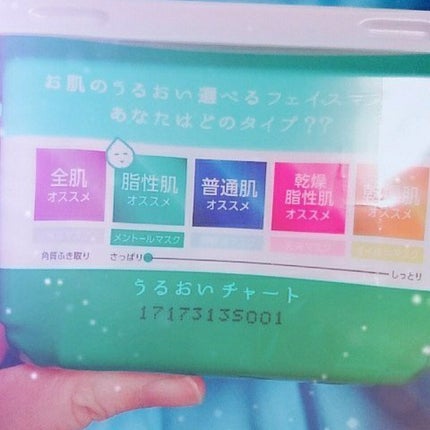 お肌のうるおい選べるフェイスマ
あなたはどのタイプ??
全肌
オススメ
脂性肌
オススメ
普通肌
オススメ
乾燥
脂性肌
オススメ
オススメ
メントールマスク
角質ふき取り
さっぱり
しっとり
うるおいチャート
17173135001